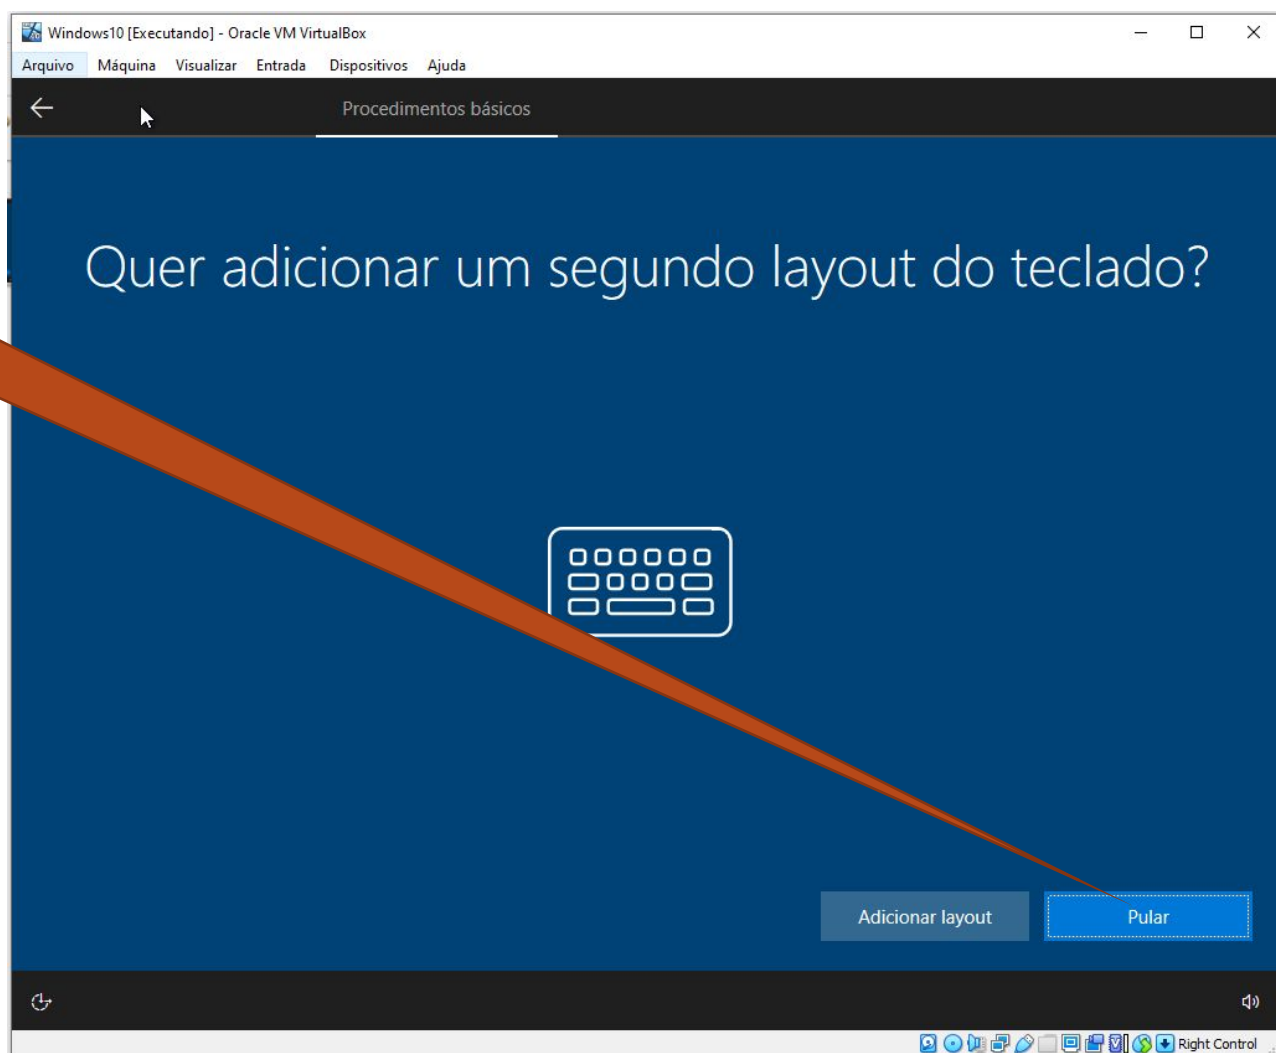 Windows10 [Executando] - Oracle VM VirtualBox
Arquivo Máquina Visualizar Entrada Dispositivos Ajuda
Procedimentos básicos
Quer adicionar um segundo layout do teclado?
Adicionar layout Pular
Right Control